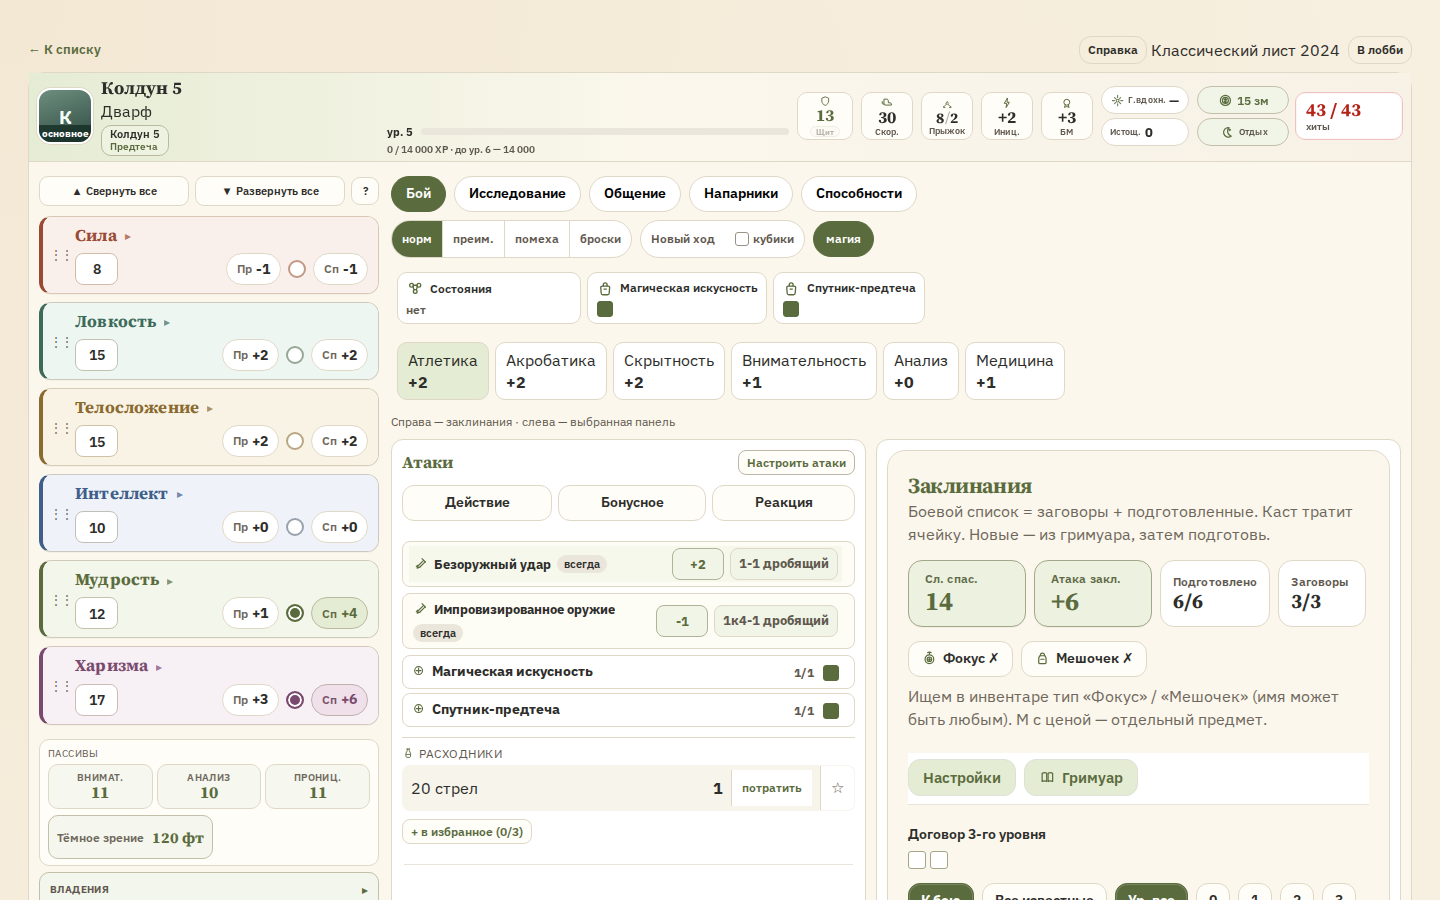 ← К списку
Справка Классический лист 2024 В лобби
К
основное
Колдун 5
Дварф
Колдун 5
Предтеча
ур. 5
0 / 14 000 XP · до ур. 6 — 14 000
13
Щит
30
Скор.
8/2
Прыжок
+2
Иниц.
+3
БМ
Г.вдохн. —
Истощ. 0
15 зм
Отдых
43 / 43
хиты
▲ Свернуть все
▼ Развернуть все
?
Сила ▸
8
Пр -1
Сп -1
Ловкость ▸
15
Пр +2
Сп +2
Телосложение ▸
15
Пр +2
Сп +2
Интеллект ▸
10
Пр +0
Сп +0
Мудрость ▸
12
Пр +1
Сп +4
Харизма ▸
17
Пр +3
Сп +6
ПАССИВЫ
ВНИМАТ.
11
АНАЛИЗ
10
ПРОНИЦ.
11
Тёмное зрение 120 фт
ВЛАДЕНИЯ ▸
Бой
Исследование
Общение
Напарники
Способности
норм
преим.
помеха
броски
Новый ход
кубики
магия
Состояния
нет
Магическая искусность
Спутник-предтеча
Атлетика
+2
Акробатика
+2
Скрытность
+2
Внимательность
+1
Анализ
+0
Медицина
+1
Справа — заклинания · слева — выбранная панель
Атаки
Настроить атаки
Действие
Бонусное
Реакция
Безоружный удар всегда
+2
1-1 дробящий
Импровизированное оружие
всегда
-1
1к4-1 дробящий
Магическая искусность
1/1
Спутник-предтеча
1/1
РАСХОДНИКИ
20 стрел
1
потратить
☆
+ в избранное (0/3)
Заклинания
Боевой список = заговоры + подготовленные. Каст тратит
ячейку. Новые — из гримуара, затем подготовь.
Сл. спас.
14
Атака закл.
+6
Подготовлено
6/6
Заговоры
3/3
Фокус ✗
Мешочек ✗
Ищем в инвентаре тип «Фокус» / «Мешочек» (имя может
быть любым). М с ценой — отдельный предмет.
Настройки
Гримуар
Договор 3-го уровня
К бою
Все известные
Ур. все
0
1
2
3